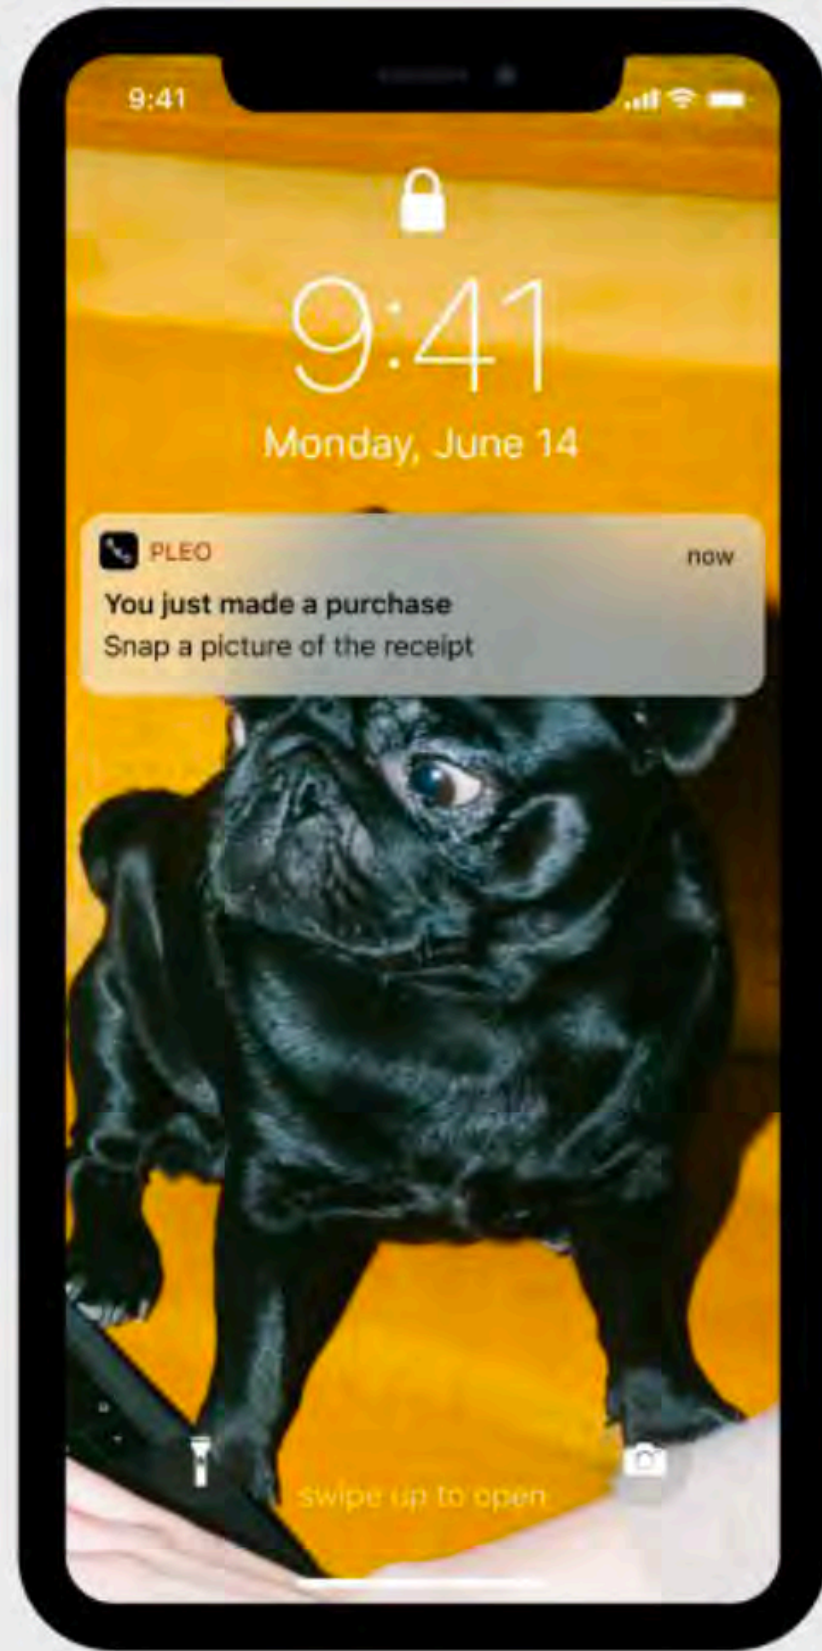 9:41
9:41
Monday, June 14
PLEO
now
You just made a purchase
Snap a picture of the receipt
swipe up to open